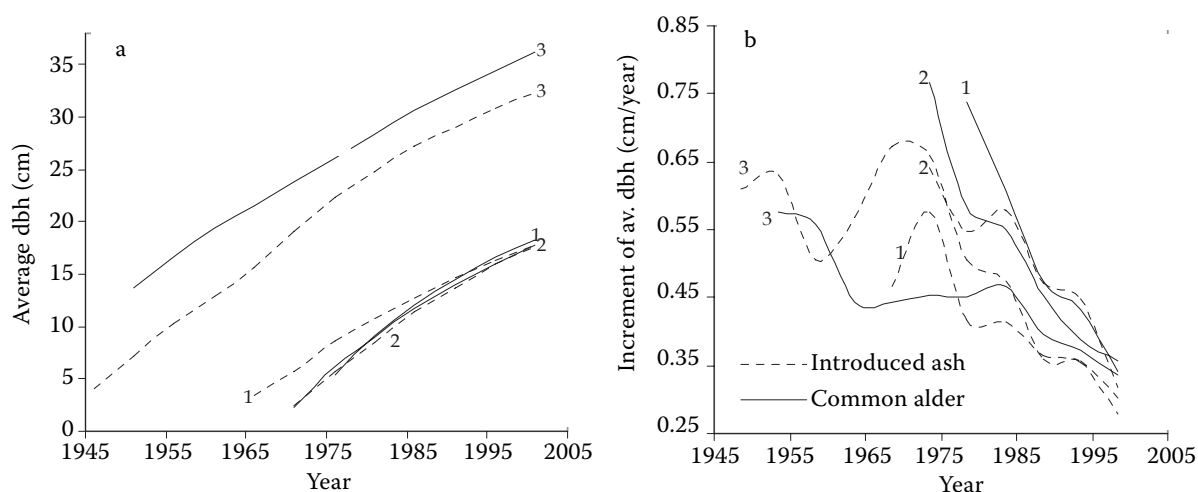 a
Average dbh (cm)
35
30
25
20
15
10
5
0
3
3
1
2
1
2
1945 1955 1965 1975 1985 1995 2005
Year
b
Increment of av. dbh (cm/year)
0.85
0.75
0.65
0.55
0.45
0.35
0.25
2
1
3
2
3
1
Introduced ash
Common alder
1945 1955 1965 1975 1985 1995 2005
Year